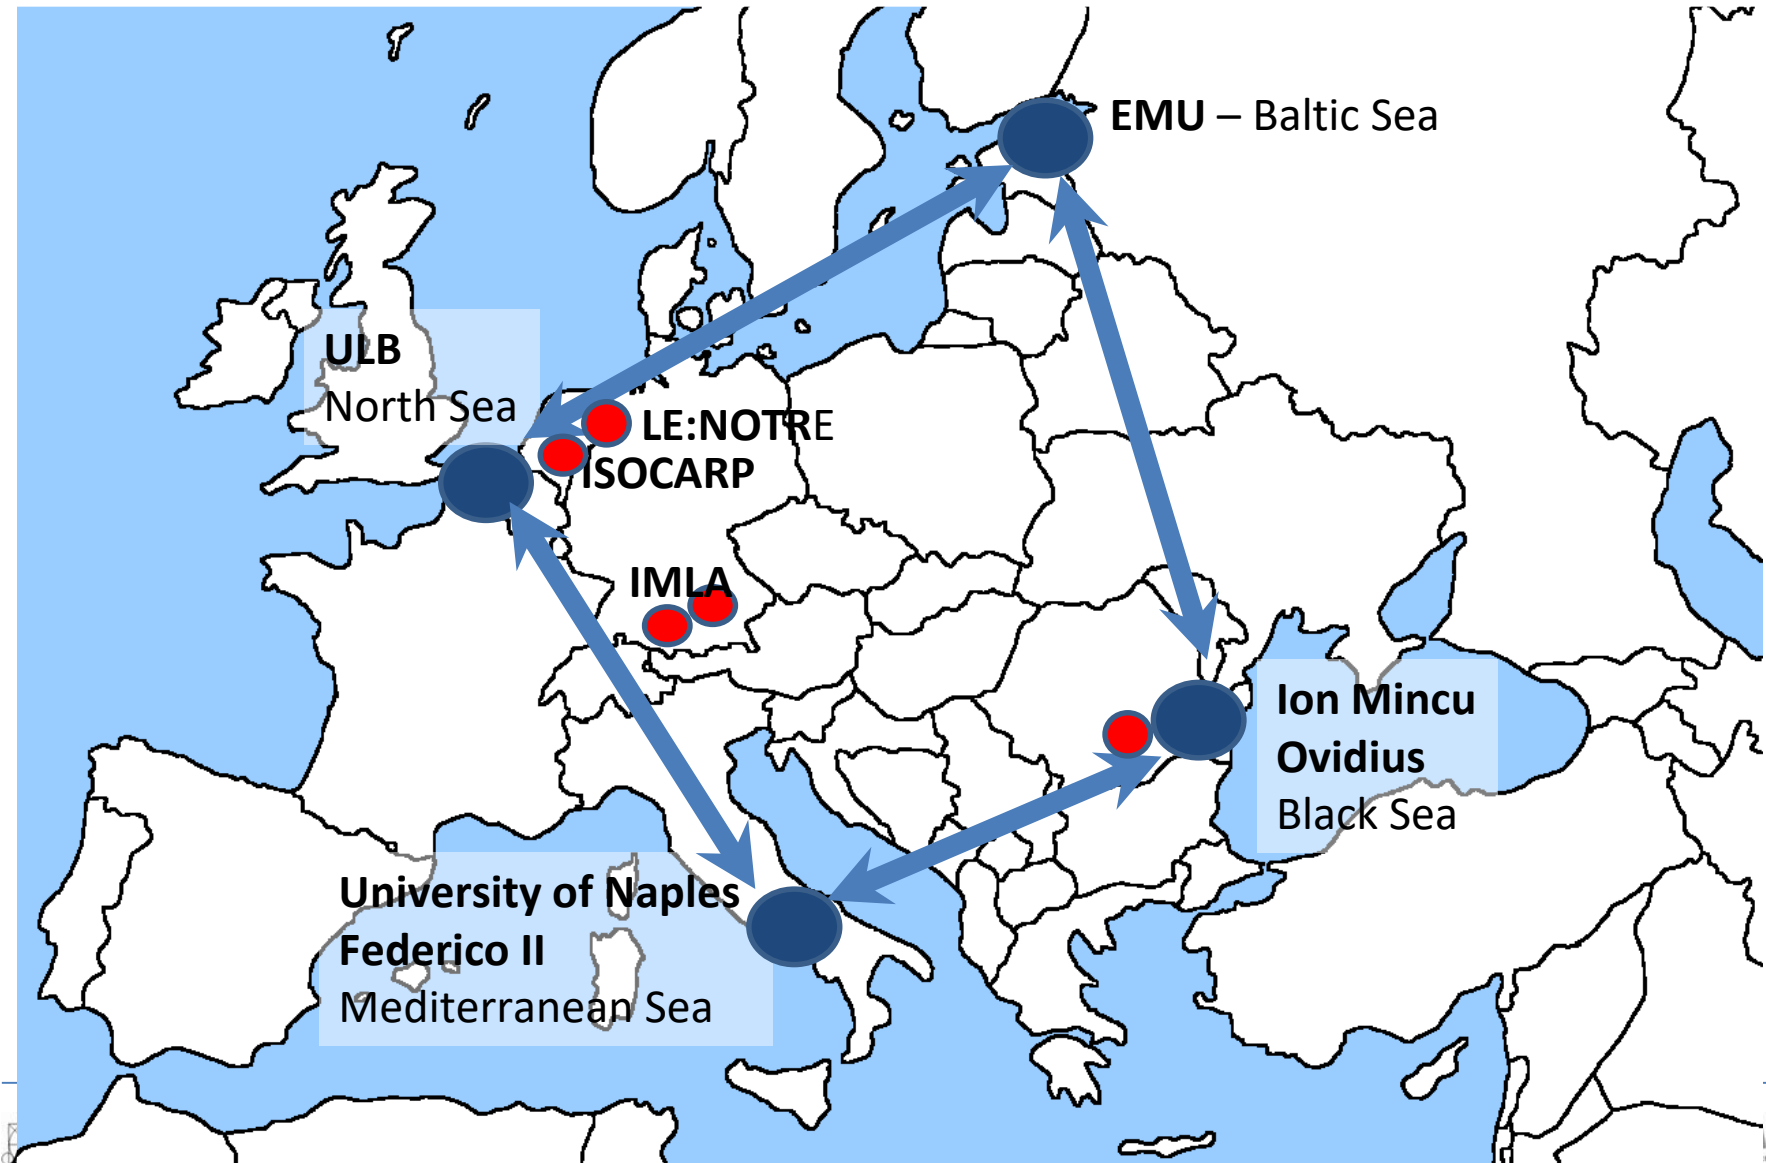 EMU – Baltic Sea
ULB
North Sea
LE:NOTRE
ISOCARP
IMLA
Ion Mincu
Ovidius
Black Sea
University of Naples
Federico II
Mediterranean Sea